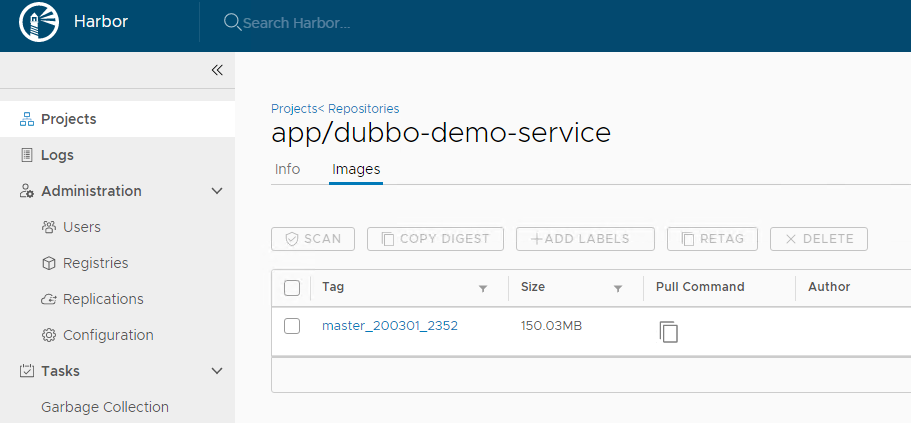 Harbor
Search Harbor...
Projects
Logs
Administration
Users
Registries
Replications
Configuration
Tasks
Garbage Collection
Projects< Repositories
app/dubbo-demo-service
Info Images
SCAN COPY DIGEST +ADD LABELS RETAG DELETE
Tag Size Pull Command Author
master_200301_2352 150.03MB